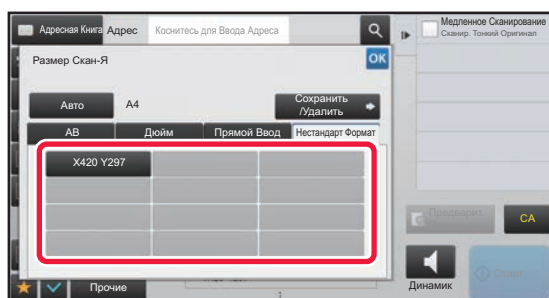 Адресная Книга Адрес Коснитесь для Ввода Адреса
Медленное Сканирование
Сканир. Тонкий Оригинал
Размер Скан-Я
OK
Авто A4
Сохранить
/Удалить
AB Дюйм Прямой Ввод Нестандарт Формат
X420 Y297
Предварит.
CA
Старт
Динамик
Прочие